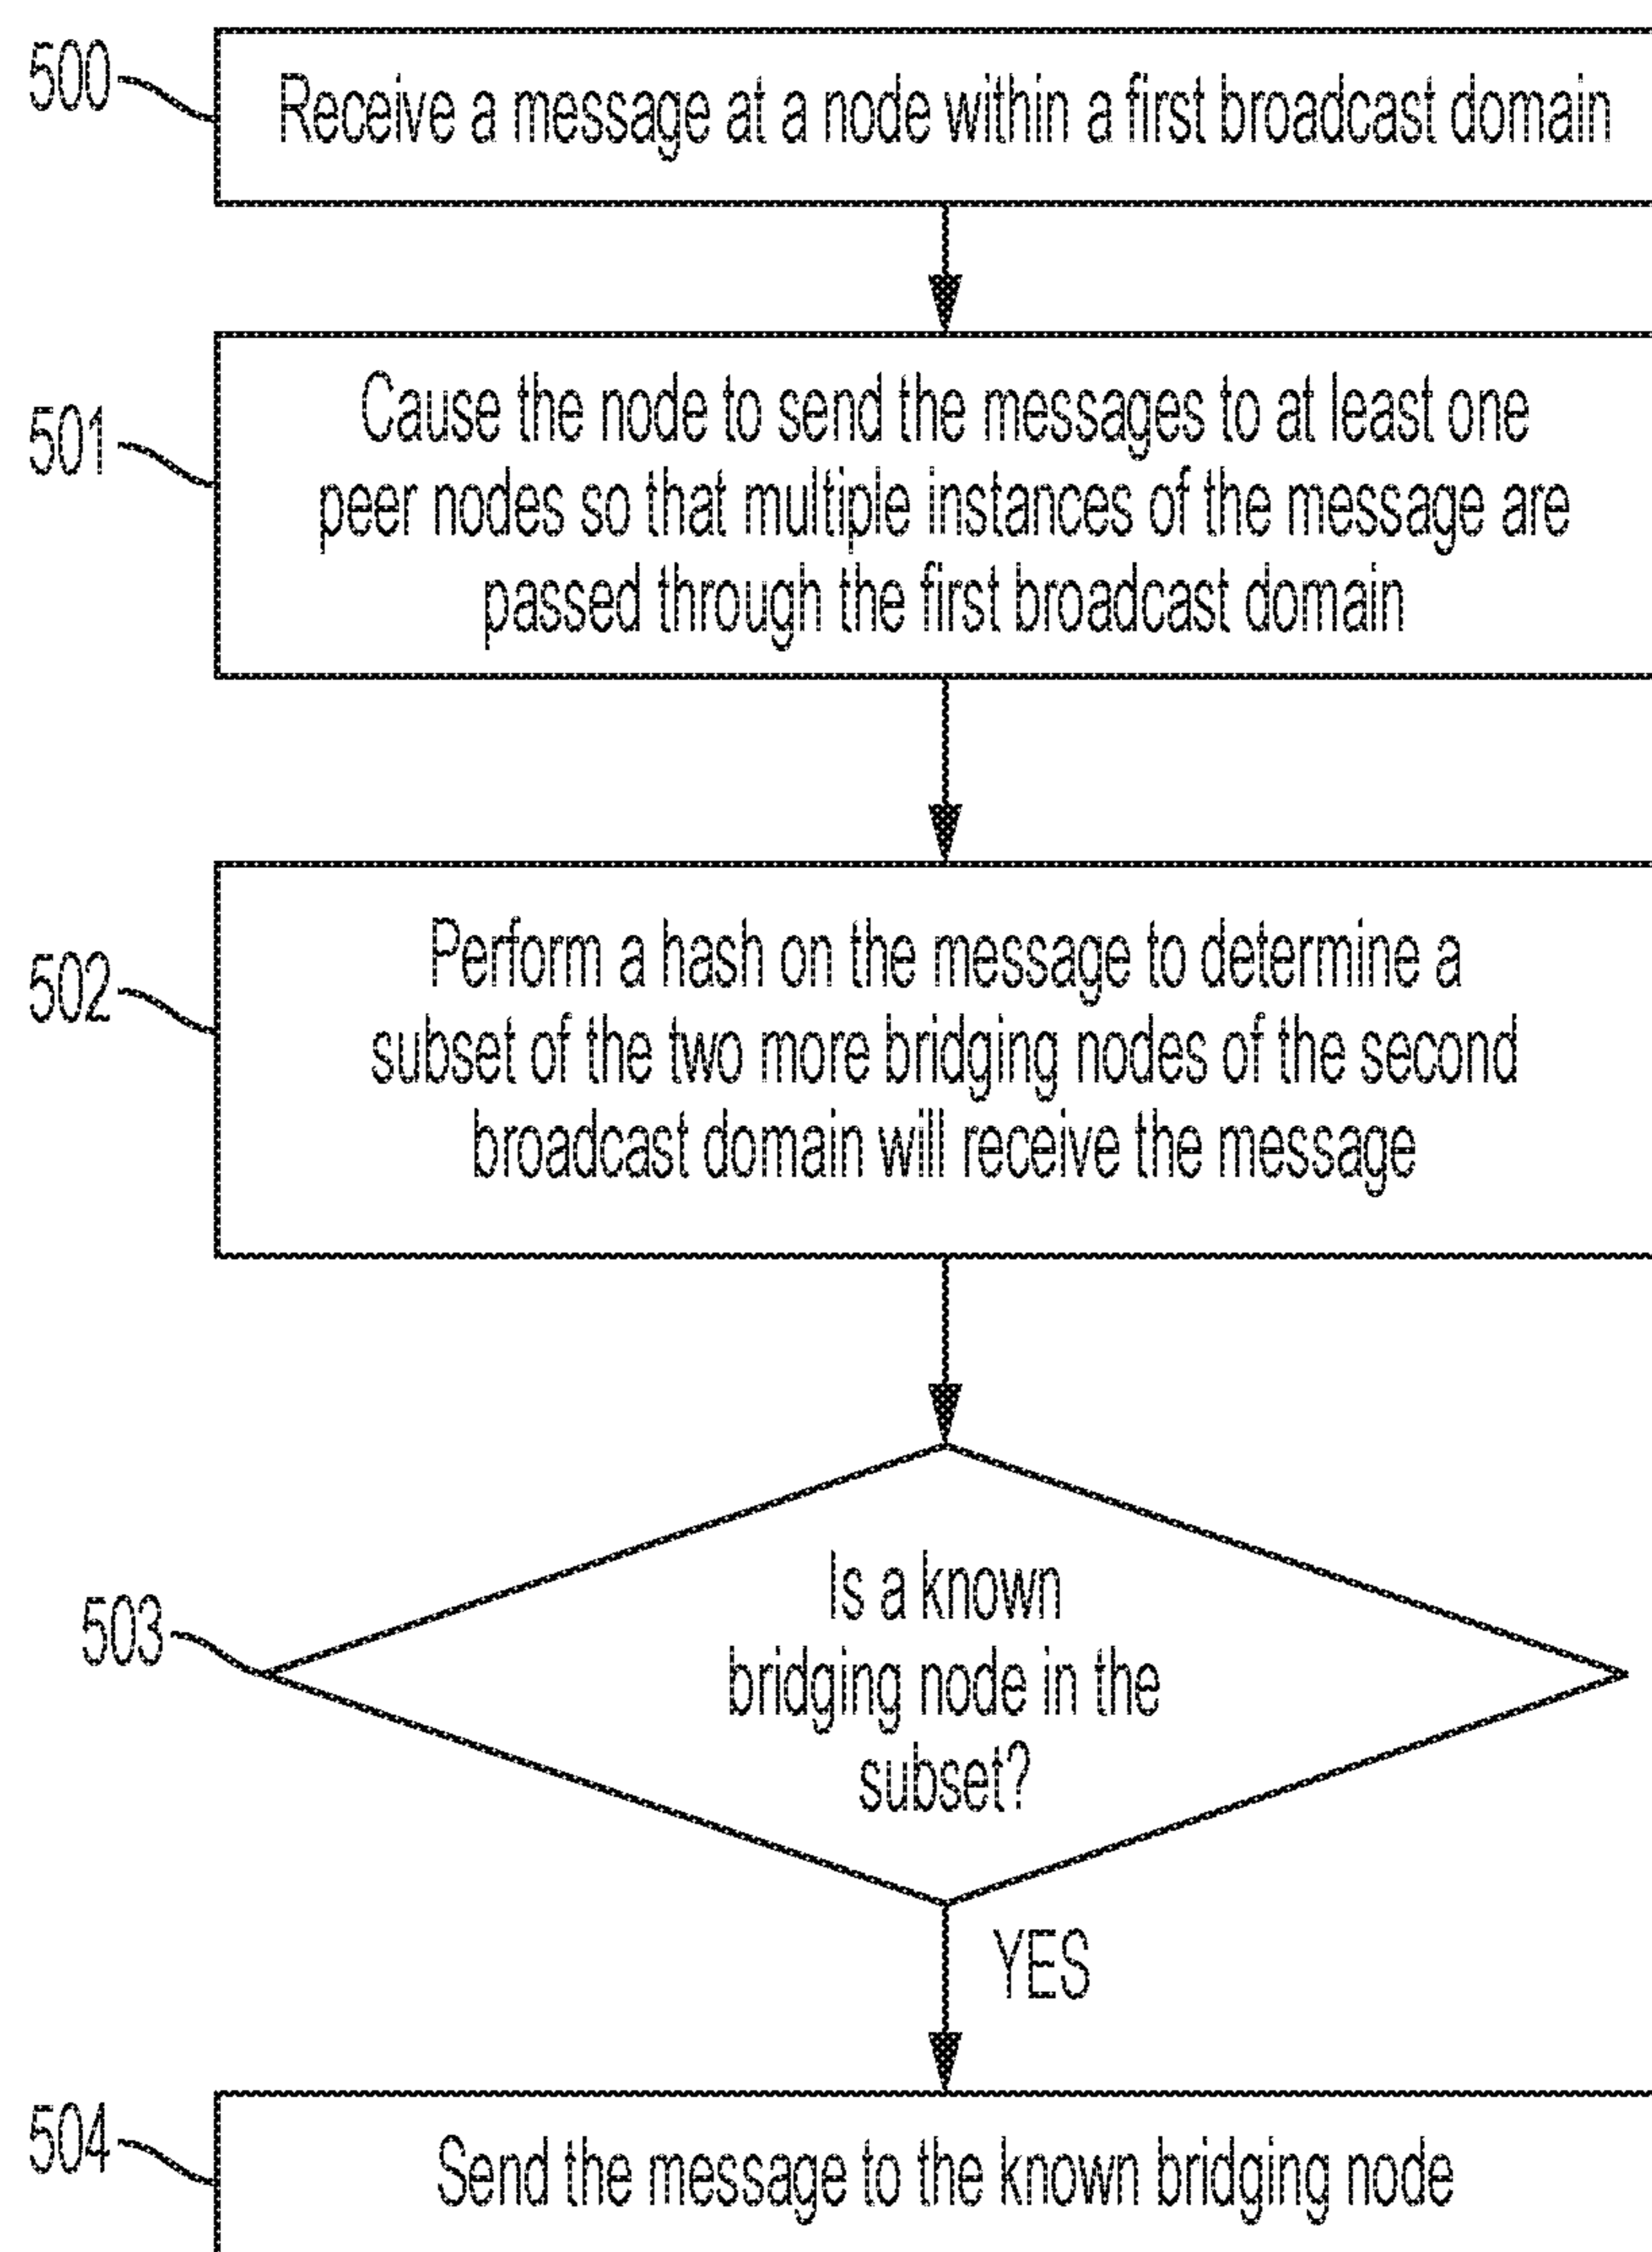 500
Receive a message at a node within a first broadcast domain
501
Cause the node to send the messages to at least one
peer nodes so that multiple instances of the message are
passed through the first broadcast domain
502
Perform a hash on the message to determine a
subset of the two more bridging nodes of the second
broadcast domain will receive the message
503
Is a known
bridging node in the
subset?
YES
504
Send the message to the known bridging node